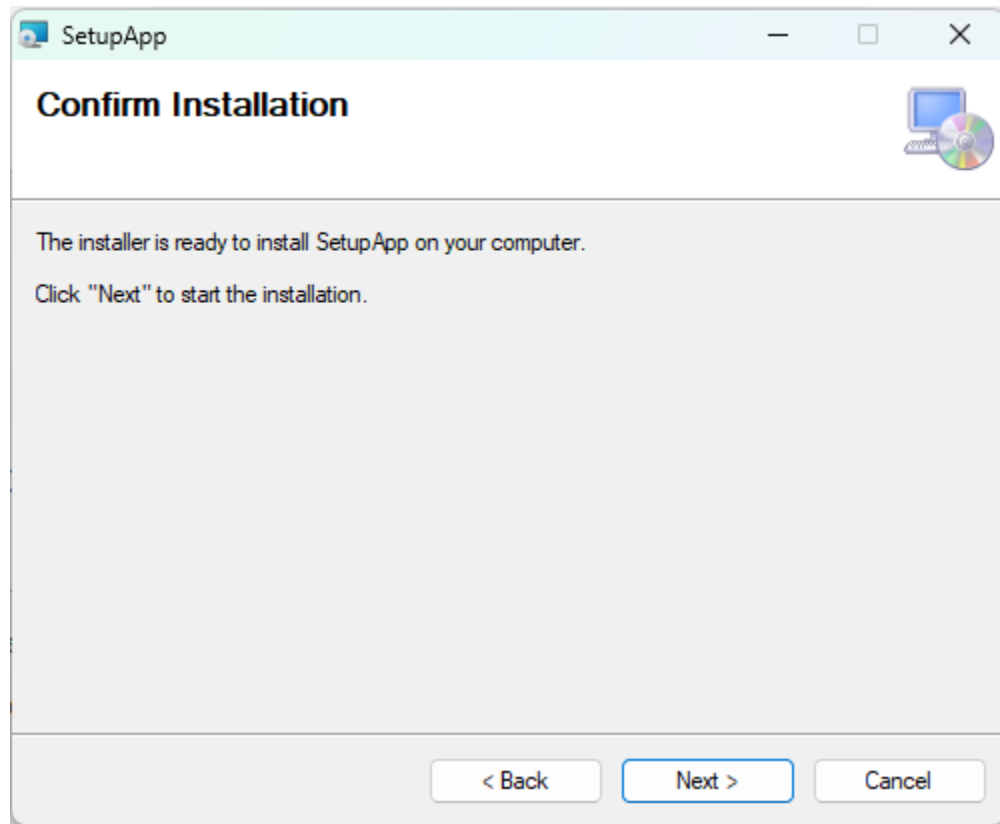 SetupApp
Confirm Installation
The installer is ready to install SetupApp on your computer.
Click "Next" to start the installation.
< Back
Next >
Cancel